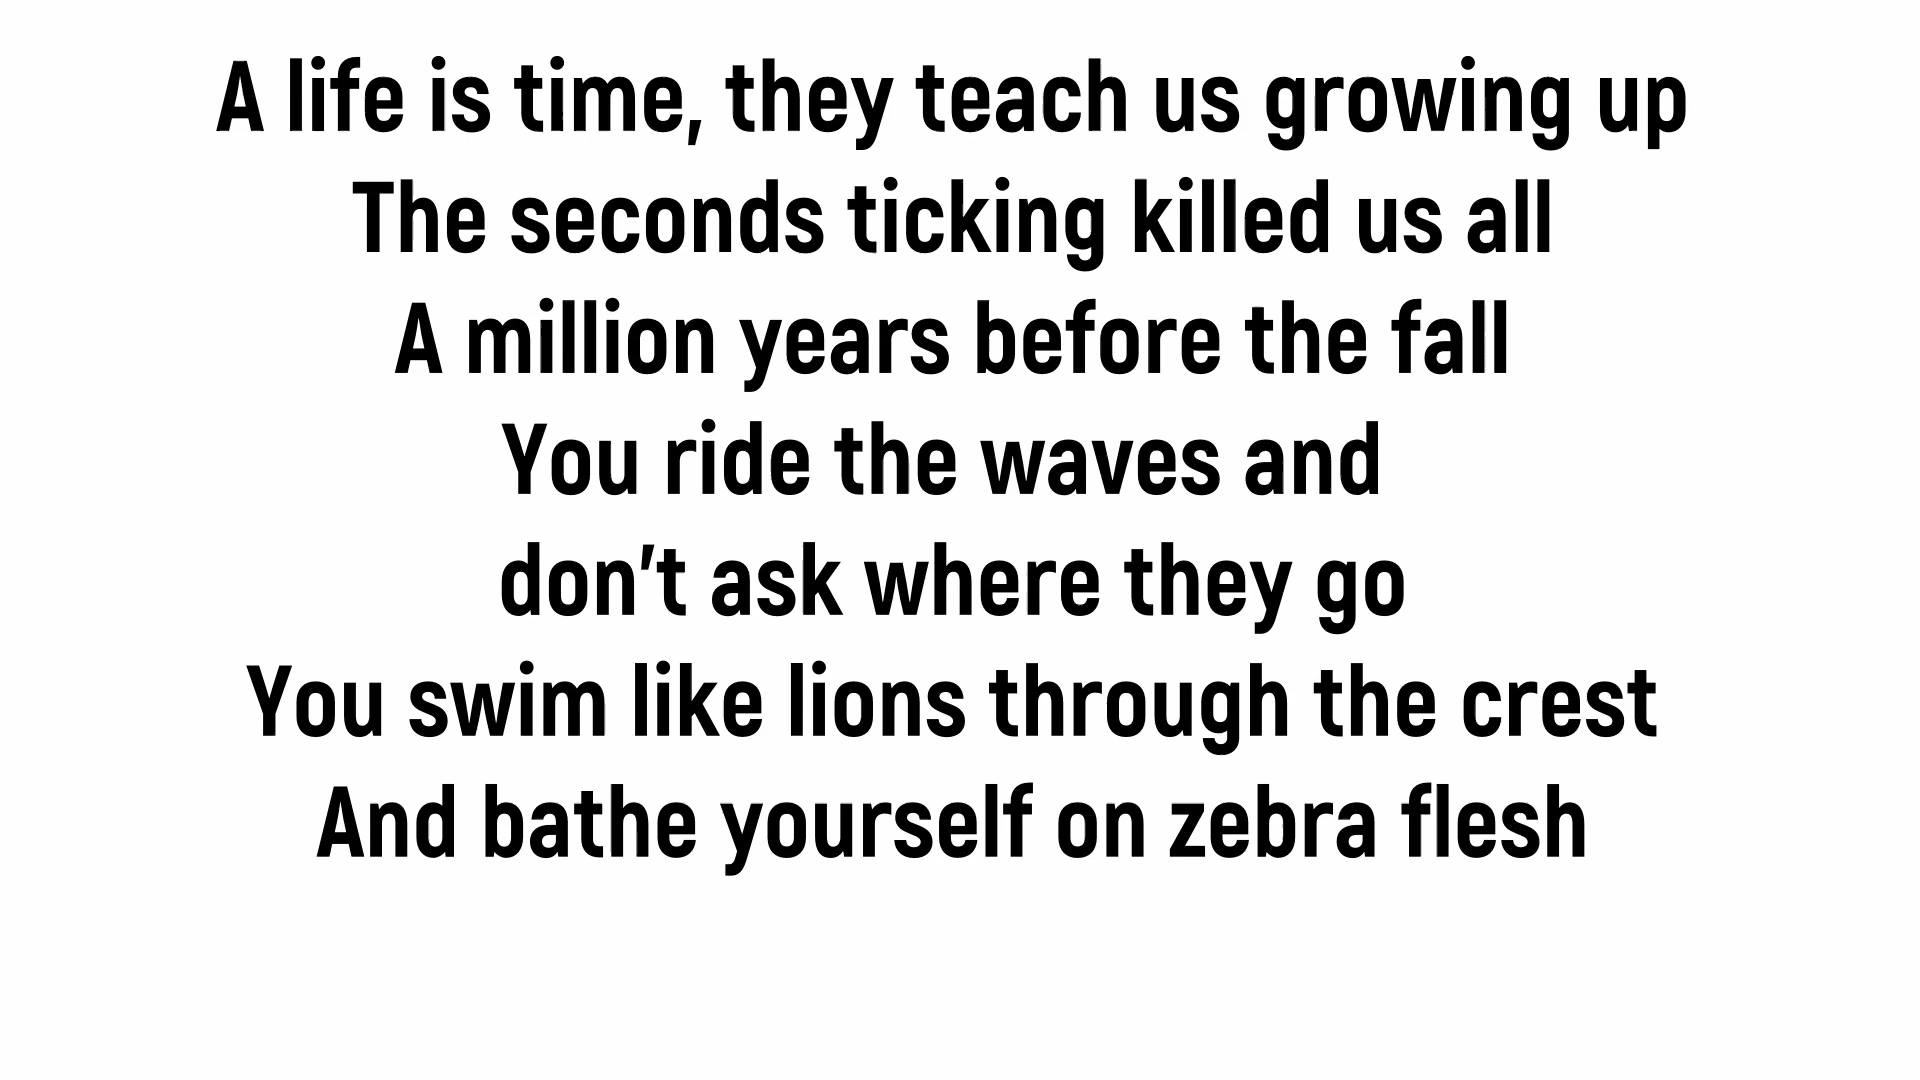 A life is time, they teach us growing up
The seconds ticking killed us all
A million years before the fall
You ride the waves and
don't ask where they go
You swim like lions through the crest
And bathe yourself on zebra flesh